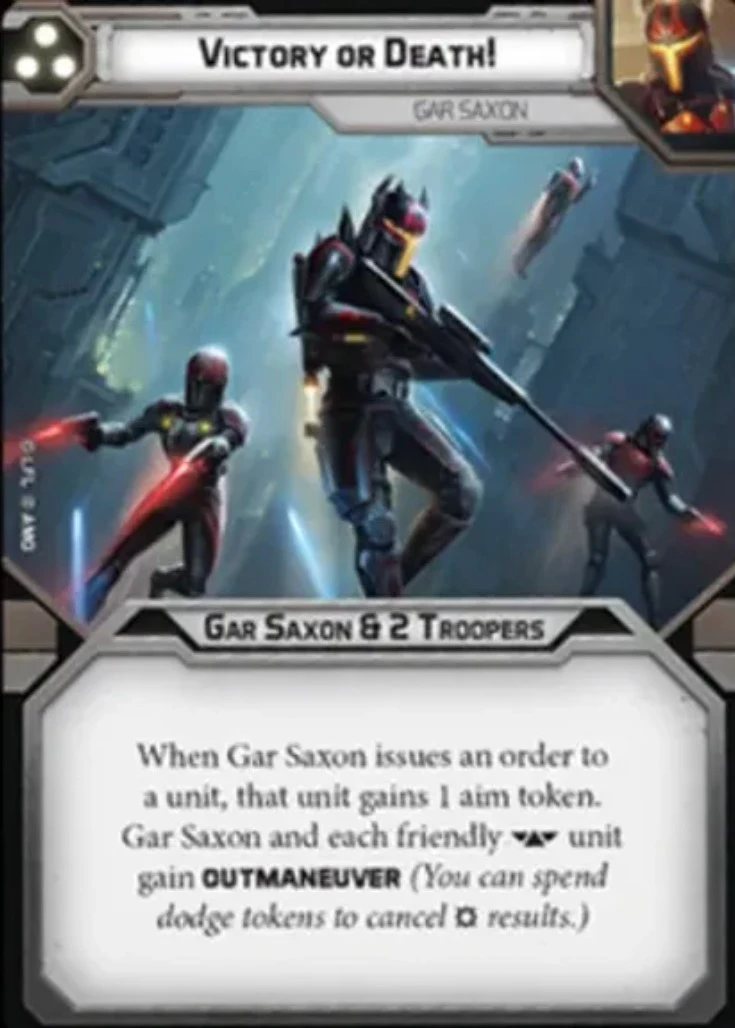 VICTORY OR DEATH!
GAR SAXON
© LFL © AMG
GAR SAXON & 2 TROOPERS
When Gar Saxon issues an order to
a unit, that unit gains 1 aim token.
Gar Saxon and each friendly unit
gain OUTMANEUVER (You can spend
dodge tokens to cancel results.)